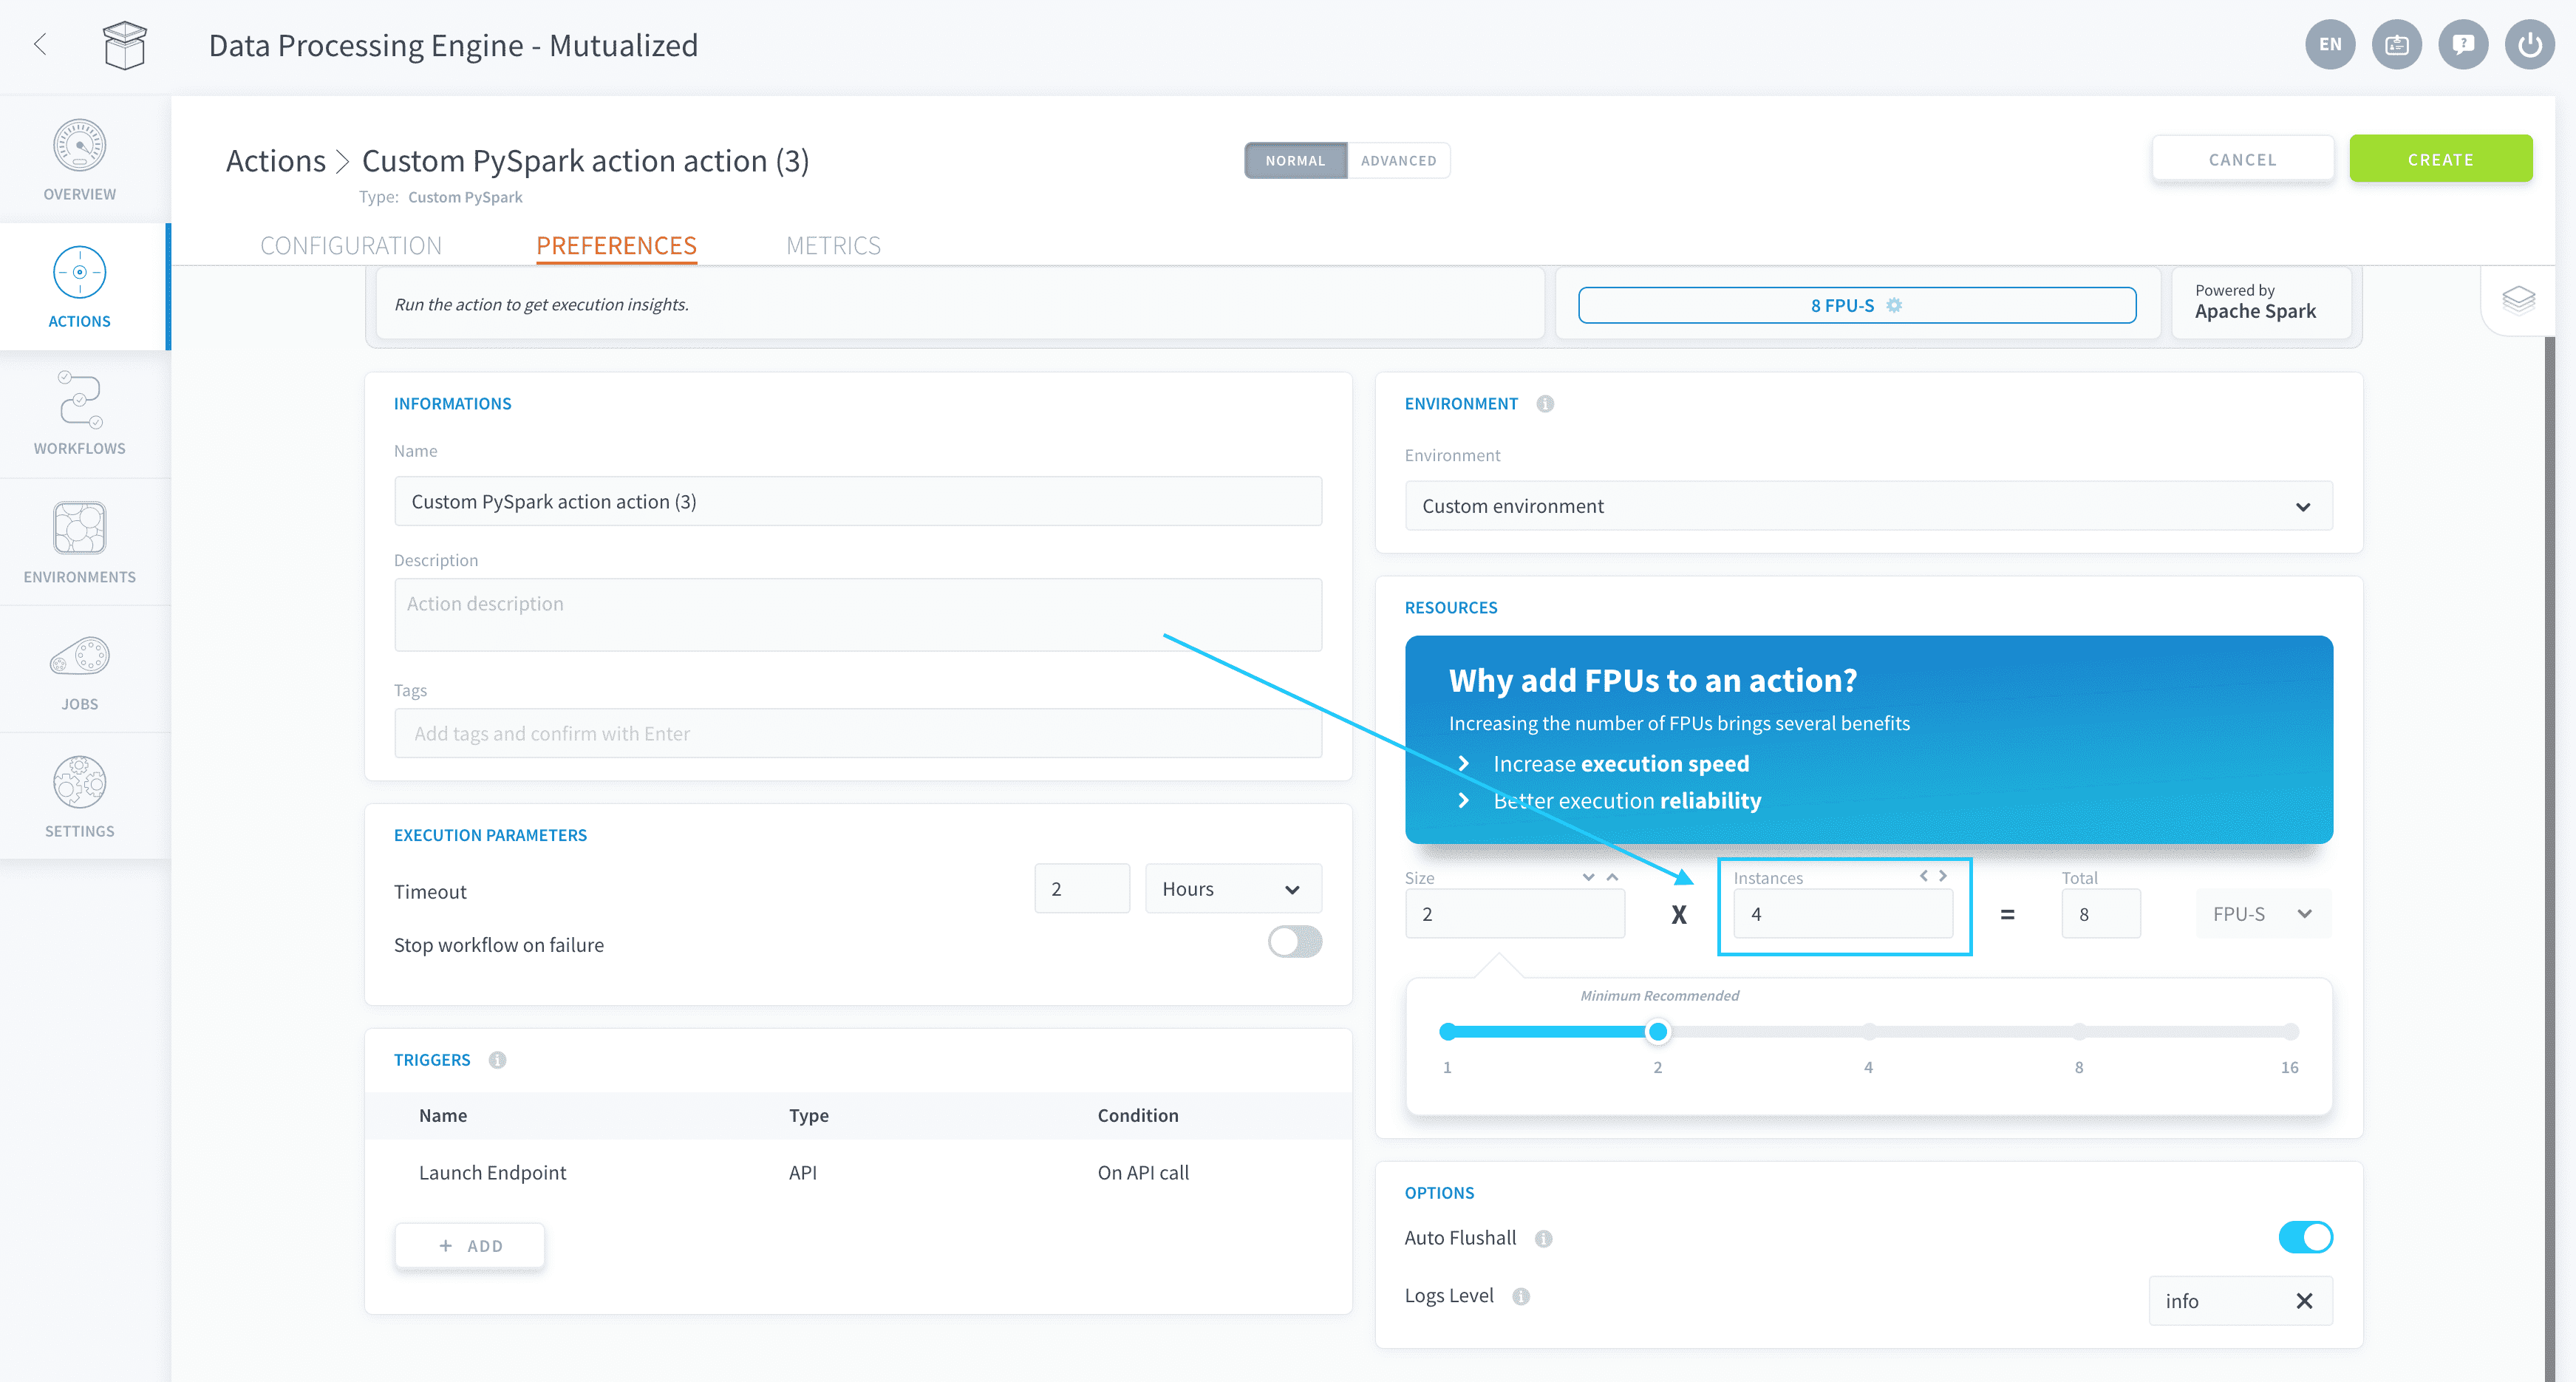 Data Processing Engine - Mutualized
EN
OVERVIEW
ACTIONS
WORKFLOWS
ENVIRONMENTS
JOBS
SETTINGS
Actions > Custom PySpark action action (3)
Type: Custom PySpark
NORMAL ADVANCED
CANCEL
CREATE
CONFIGURATION PREFERENCES METRICS
Run the action to get execution insights.
8 FPU-S
Powered by
Apache Spark
INFORMATIONS
Name
Custom PySpark action action (3)
Description
Action description
Tags
Add tags and confirm with Enter
EXECUTION PARAMETERS
Timeout 2 Hours
Stop workflow on failure
TRIGGERS
Name Type Condition
Launch Endpoint API On API call
+ ADD
ENVIRONMENT
Environment
Custom environment
RESOURCES
Why add FPUs to an action?
Increasing the number of FPUs brings several benefits
Increase execution speed
Better execution reliability
Size Instances Total
2 X 4 = 8 FPU-S
Minimum Recommended
1 2 4 8 16
OPTIONS
Auto Flushall
Logs Level info